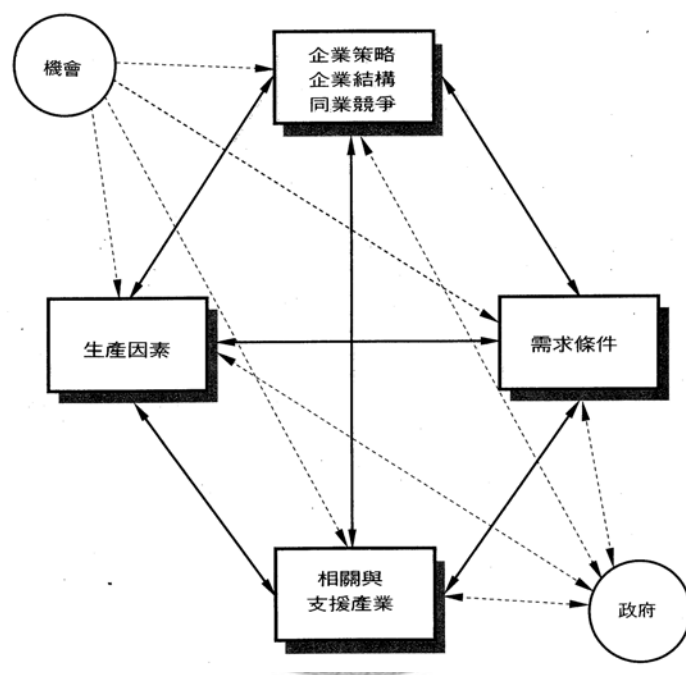 機會
企業策略
企業結構
同業競爭
生產因素
需求條件
相關與
支援產業
政府